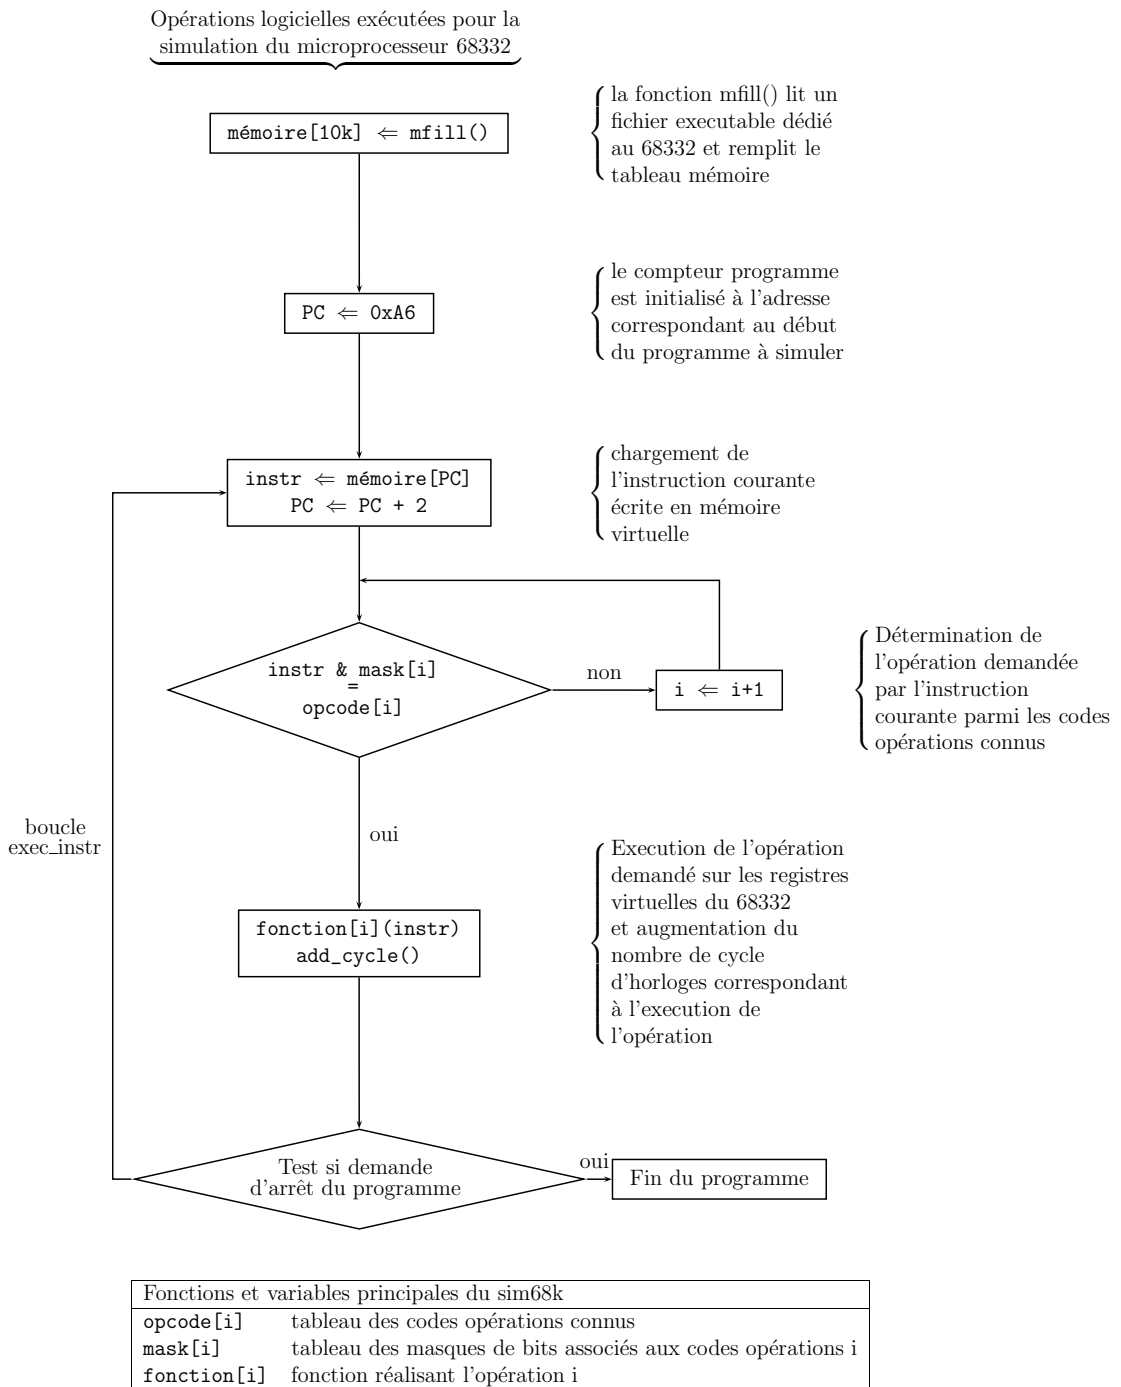 Opérations logicielles exécutées pour la
simulation du microprocesseur 68332
mémoire[10k] ⇐ mfill()
la fonction mfill() lit un
fichier executable dédié
au 68332 et remplit le
tableau mémoire
PC ⇐ 0xA6
le compteur programme
est initialisé à l'adresse
correspondant au début
du programme à simuler
instr ⇐ mémoire[PC]
PC ⇐ PC + 2
chargement de
l'instruction courante
écrite en mémoire
virtuelle
instr & mask[i]
=
opcode[i]
non
i ⇐ i+1
Détermination de
l'opération demandée
par l'instruction
courante parmi les codes
opérations connus
boucle
exec_instr
oui
fonction[i](instr)
add_cycle()
Execution de l'opération
demandé sur les registres
virtuelles du 68332
et augmentation du
nombre de cycle
d'horloges correspondant
à l'execution de
l'opération
Test si demande
d'arrêt du programme
oui
Fin du programme
Fonctions et variables principales du sim68k
opcode[i] tableau des codes opérations connus
mask[i] tableau des masques de bits associés aux codes opérations i
fonction[i] fonction réalisant l'opération i